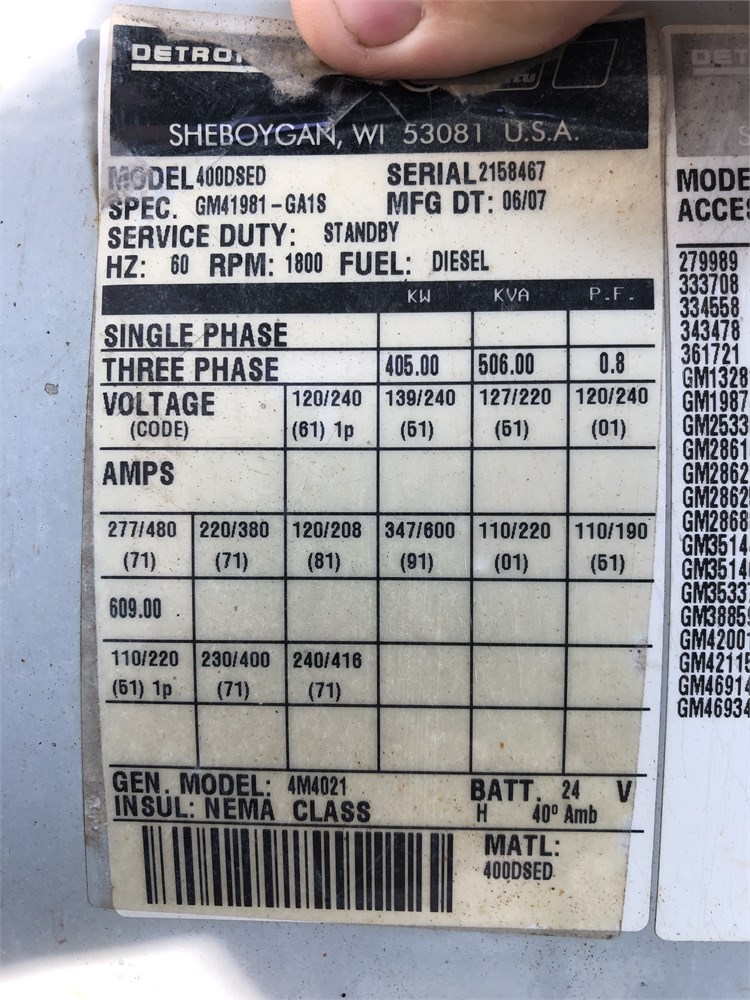 SHEBOYGAN, WI 53081 U.S.A.
MODEL 400DSED SERIAL 2158467
SPEC. GM41981-GA1S MFG DT: 06/07
SERVICE DUTY: STANDBY
HZ: 60 RPM: 1800 FUEL: DIESEL
KW KVA P.F.
SINGLE PHASE
THREE PHASE 405.00 506.00 0.8
VOLTAGE 120/240 139/240 127/220 120/240
(CODE) (61) 1p (51) (51) (01)
AMPS
277/480 220/380 120/208 347/600 110/220 110/190
(71) (71) (81) (91) (01) (51)
609.00
110/220 230/400 240/416
(51) 1p (71) (71)
GEN. MODEL: 4M4021 BATT. 24 V
INSUL: NEMA CLASS H 40º Amb
MATL:
400DSED
279989
333708
334558
343478
361721